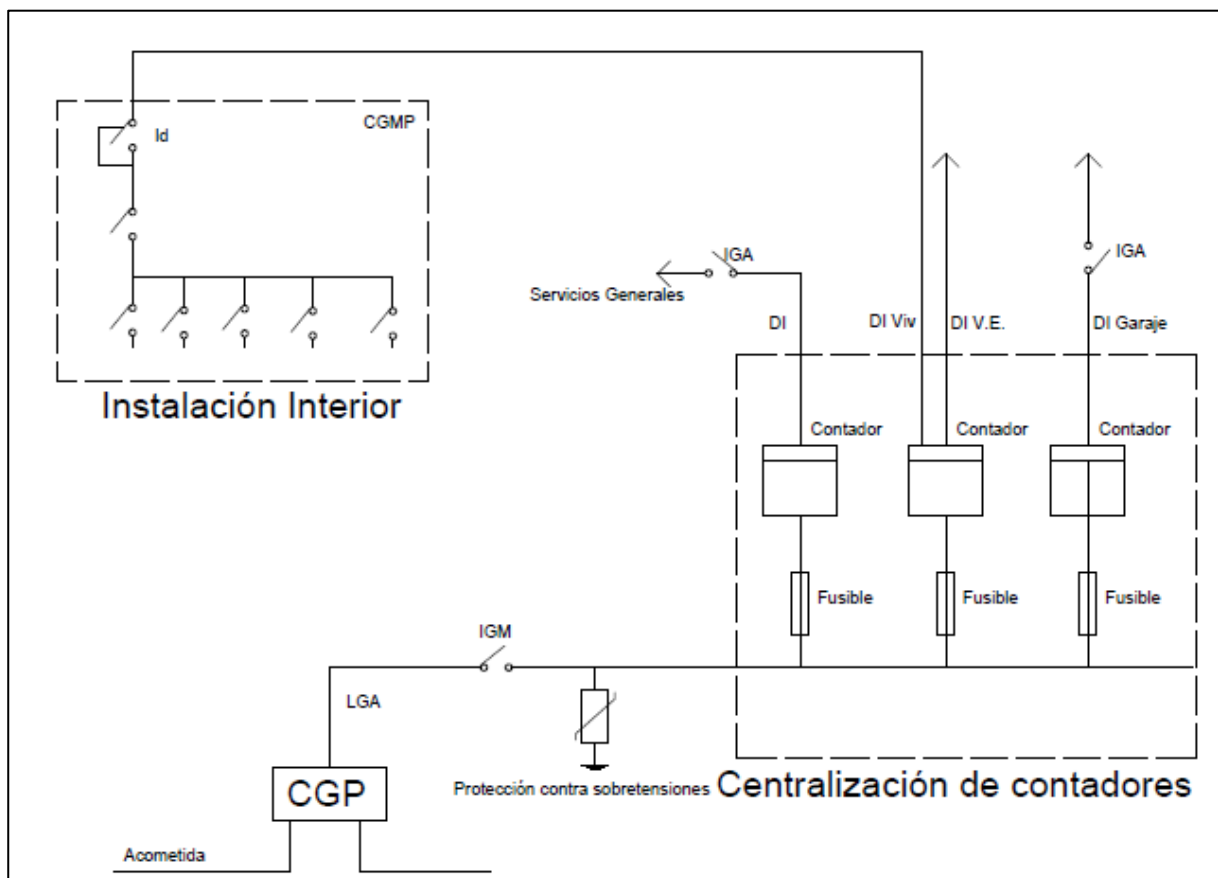 CGMP
Id
IGA
IGA
Servicios Generales
DI
DI Viv
DI V.E.
DI Garaje
Instalación Interior
Contador
Contador
Contador
Fusible
Fusible
Fusible
IGM
LGA
CGP
Protección contra sobretensiones
Centralización de contadores
Acometida